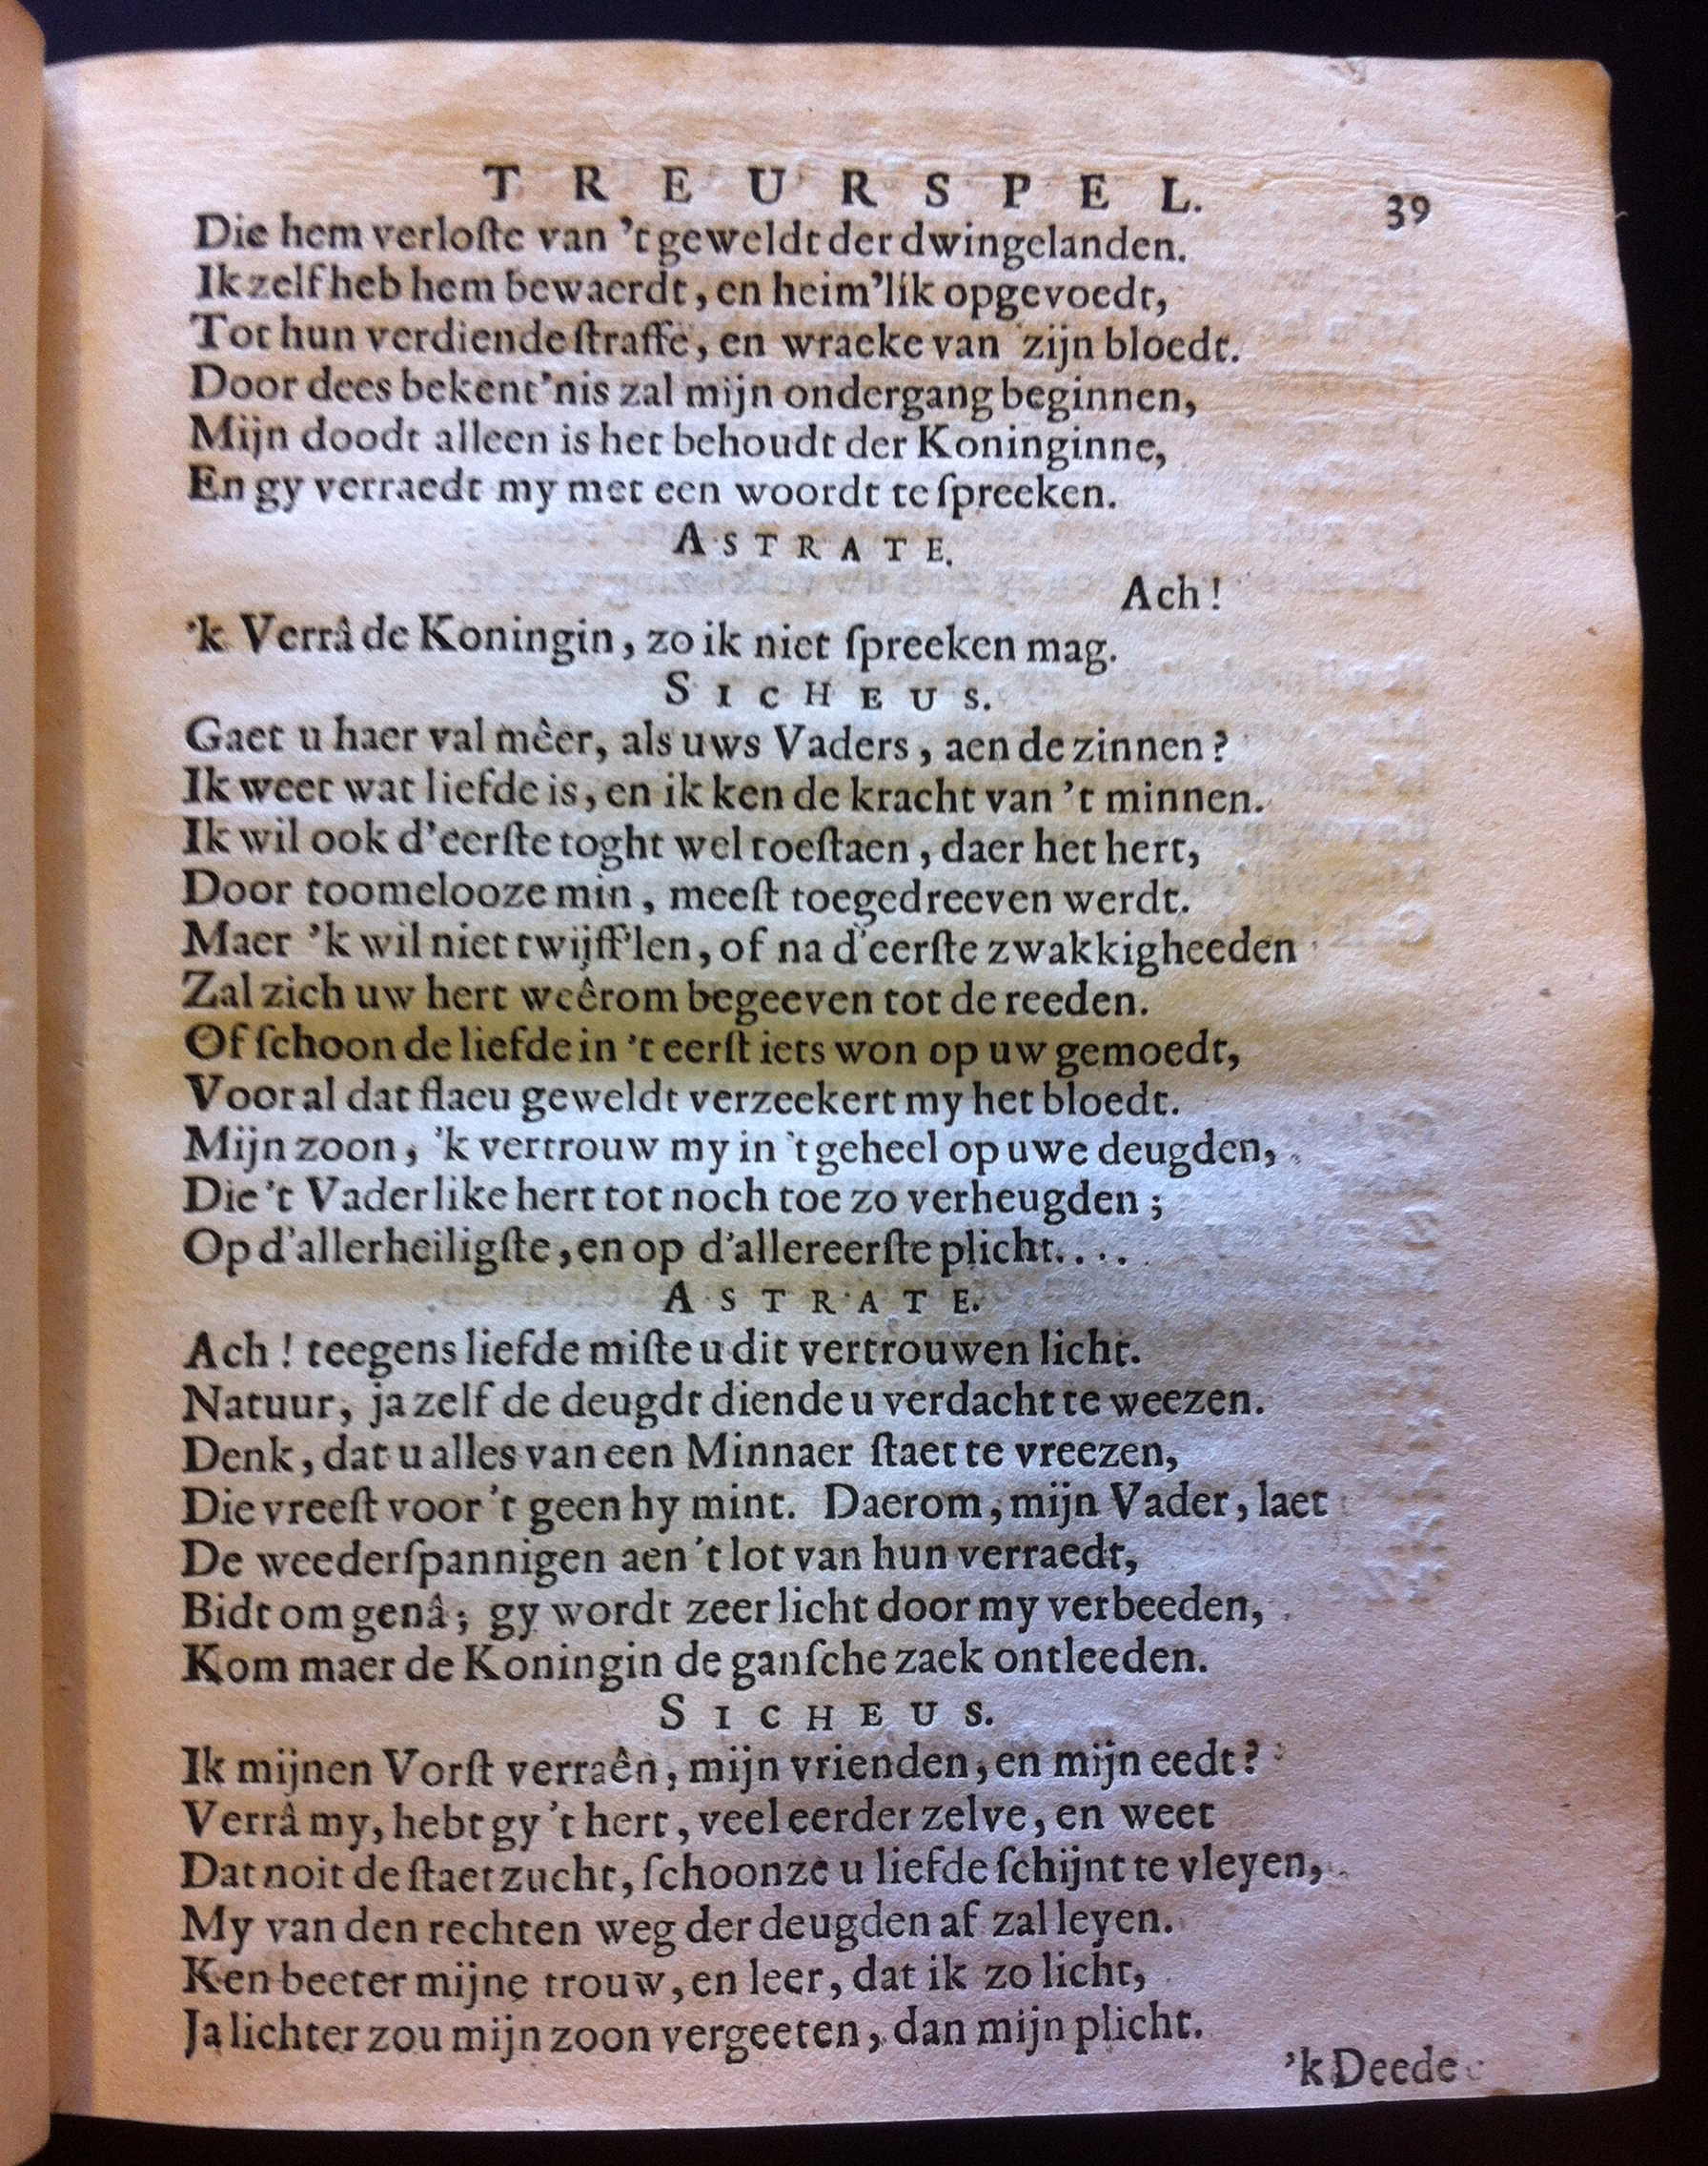 TREURSPEL. 39
Die hem verloſte van 't geweldt der dwingelanden.
Ik zelf heb hem bewaerdt, en heim'lik opgevoedt,
Tot hun verdiende ſtraffe, en wraeke van zijn bloedt.
Door dees bekent'nis zal mijn ondergang beginnen,
Mijn doodt alleen is het behoudt der Koninginne,
En gy verraedt my met een woordt te ſpreeken.
ASTRATE.
Ach!
'k Verrâ de Koningin, zo ik niet ſpreeken mag.
SICHEUS.
Gaet u haer val mêer, als uws Vaders, aen de zinnen?
Ik weet wat liefde is, en ik ken de kracht van 't minnen.
Ik wil ook d'eerſte toght wel toeſtaen, daer het hert,
Door toomelooze min, meeſt toegedreeven werdt.
Maer 'k wil niet twijff'len, of na d'eerſte zwakkigheeden
Zal zich uw hert weêrom begeeven tot de reeden.
Of ſchoon de liefde in 't eerſt iets won op uw gemoedt,
Voor al dat flaeu geweldt verzeekert my het bloedt.
Mijn zoon, 'k vertrouw my in 't geheel op uwe deugden,
Die 't Vaderlike hert tot noch toe zo verheugden;
Op d'allerheiligſte, en op d'allereerſte plicht....
ASTRATE.
Ach! teegens liefde miſte u dit vertrouwen licht.
Natuur, ja zelf de deugdt diende u verdacht te weezen.
Denk, dat u alles van een Minnaer ſtaet te vreezen,
Die vreeſt voor 't geen hy mint. Daerom, mijn Vader, laet
De weederſpannigen aen 't lot van hun verraedt,
Bidt om genâ; gy wordt zeer licht door my verbeeden,
Kom maer de Koningin de ganſche zaek ontleeden.
SICHEUS.
Ik mijnen Vorſt verraên, mijn vrienden, en mijn eedt?
Verrâ my, hebt gy 't hert, veel eerder zelve, en weet
Dat noit de ſtaetzucht, ſchoonze u liefde ſchijnt te vleyen,
My van den rechten weg der deugden af zal leyen.
Ken beeter mijne trouw, en leer, dat ik zo licht,
Ja lichter zou mijn zoon vergeeten, dan mijn plicht.
'k Deede